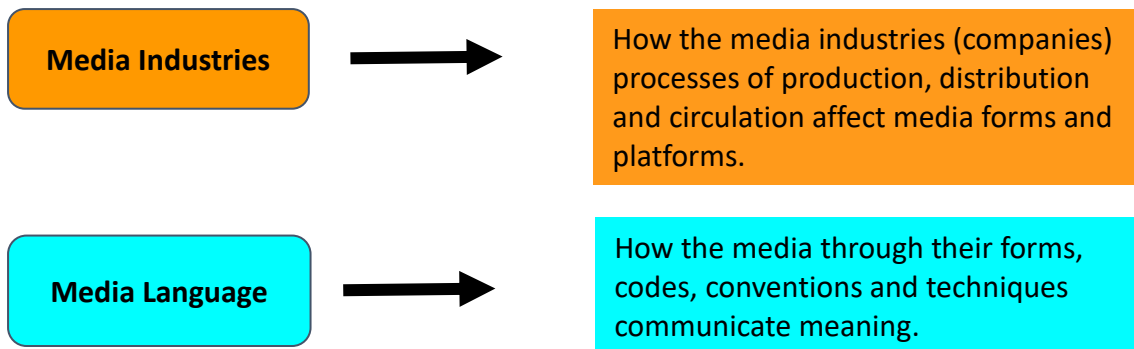 Media Industries
How the media industries (companies)
processes of production, distribution
and circulation affect media forms and
platforms.
Media Language
How the media through their forms,
codes, conventions and techniques
communicate meaning.